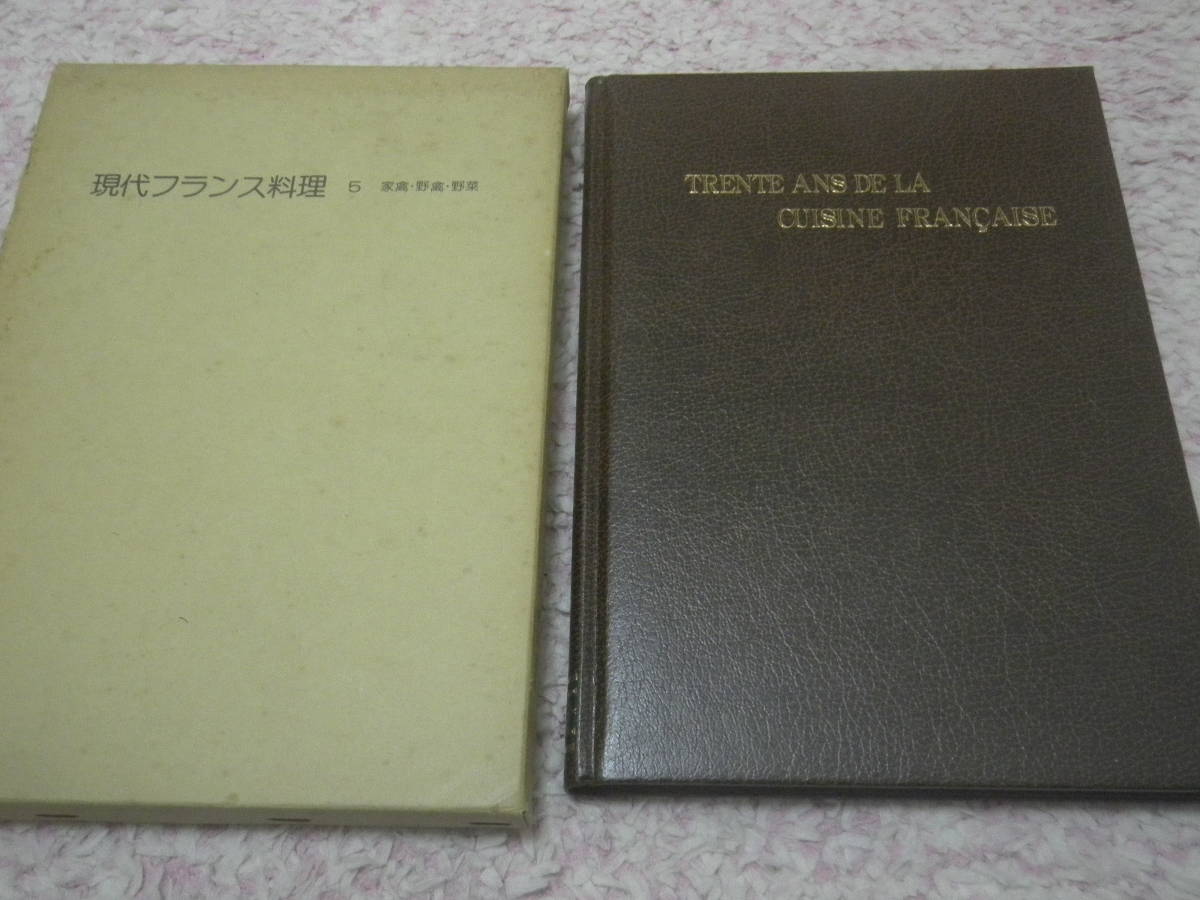 現代フランス料理 5 家禽・野禽・野菜
TRENTE ANS DE LA
CUISINE FRANÇAISE